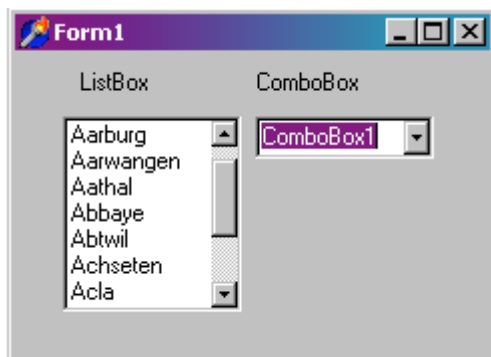 Form1
ListBox
ComboBox
Aarburg
Aarwangen
Aathal
Abbaye
Abtwil
Achseten
Acla
ComboBox1